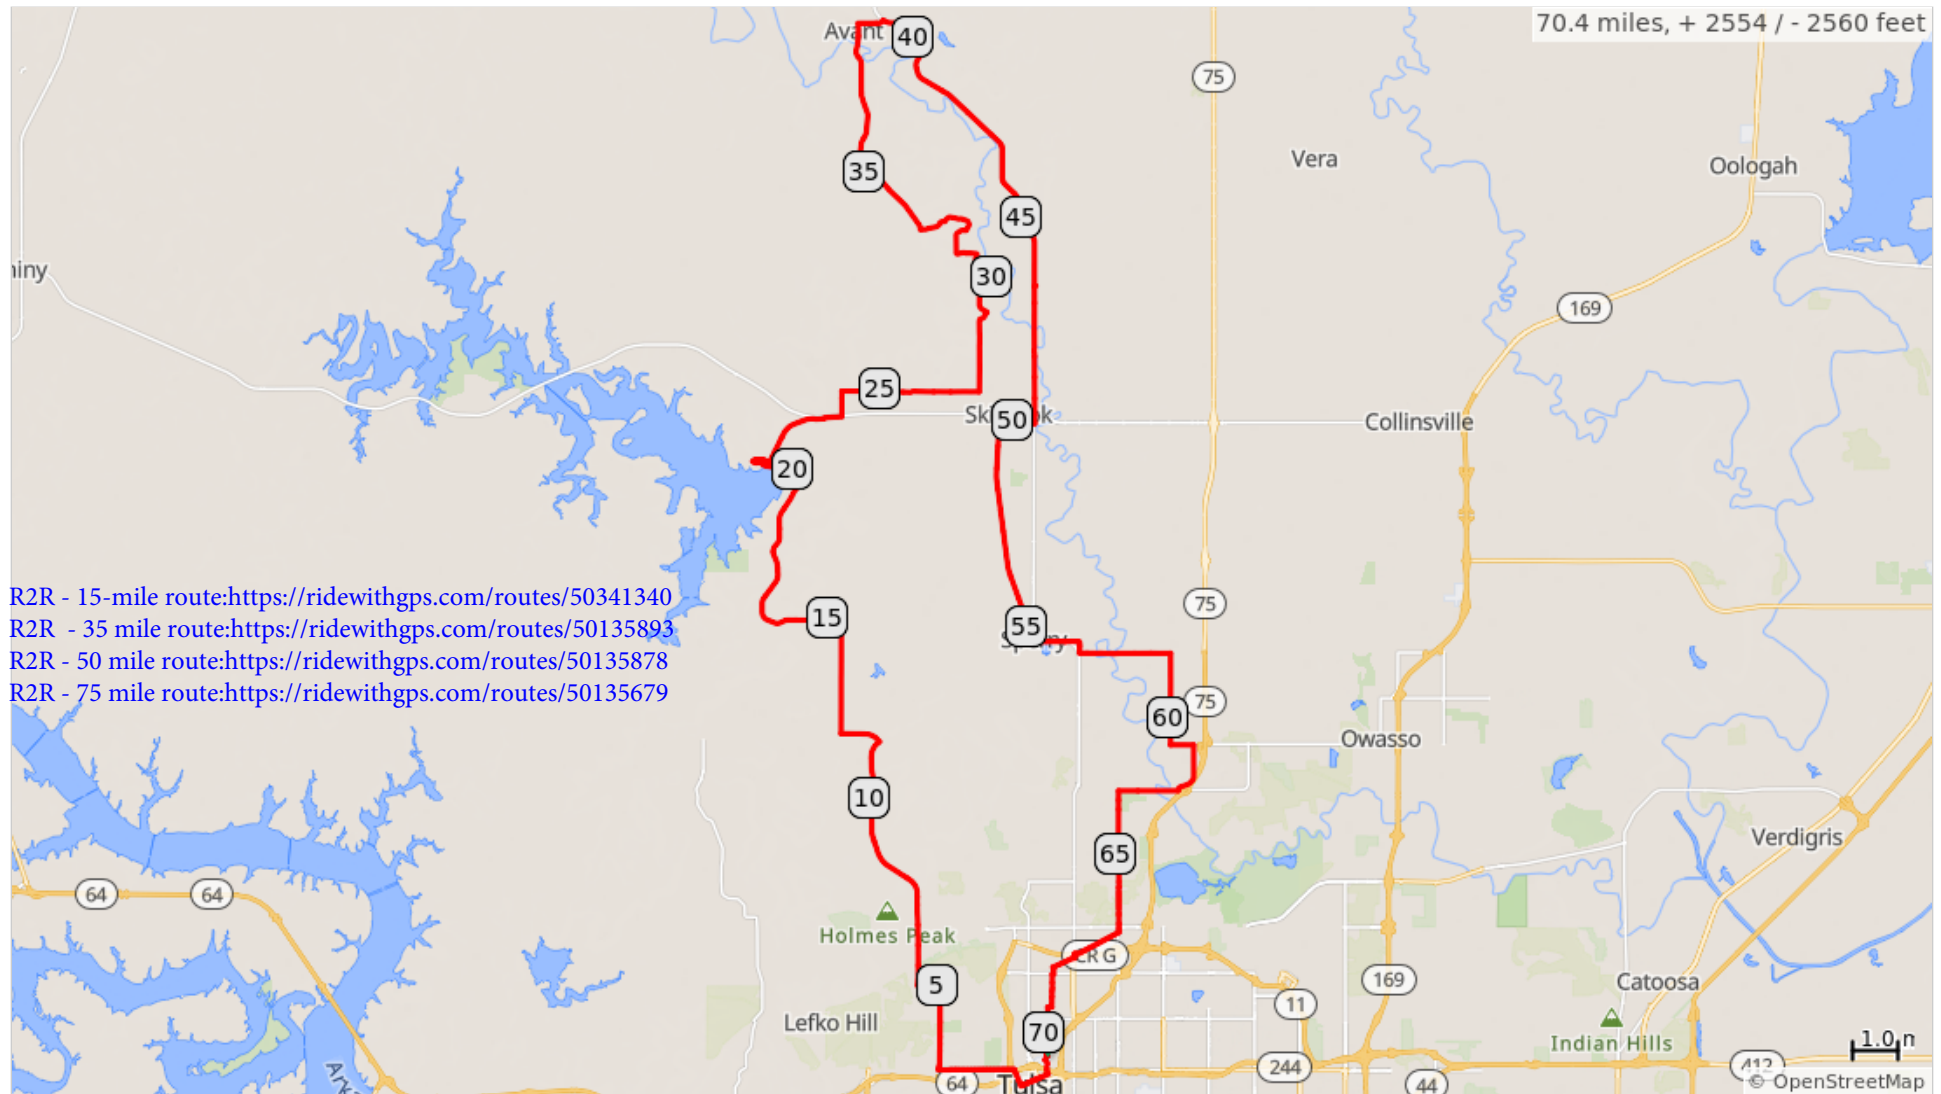 70.4 miles, + 2554 / - 2560 feet
Avant
40
75
Vera
Oologah
35
45
30
169
25
50
Collinsville
20
R2R - 15-mile route:https://ridewithgps.com/routes/50341340
R2R  - 35 mile route:https://ridewithgps.com/routes/50135893
R2R - 50 mile route:https://ridewithgps.com/routes/50135878
R2R - 75 mile route:https://ridewithgps.com/routes/50135679
75
15
55
75
60
Owasso
10
Verdigris
65
64
64
Holmes Peak
CR G
169
Catoosa
5
11
Lefko Hill
70
Indian Hills
1.0
244
412
64
Tulsa
44
© OpenStreetMap